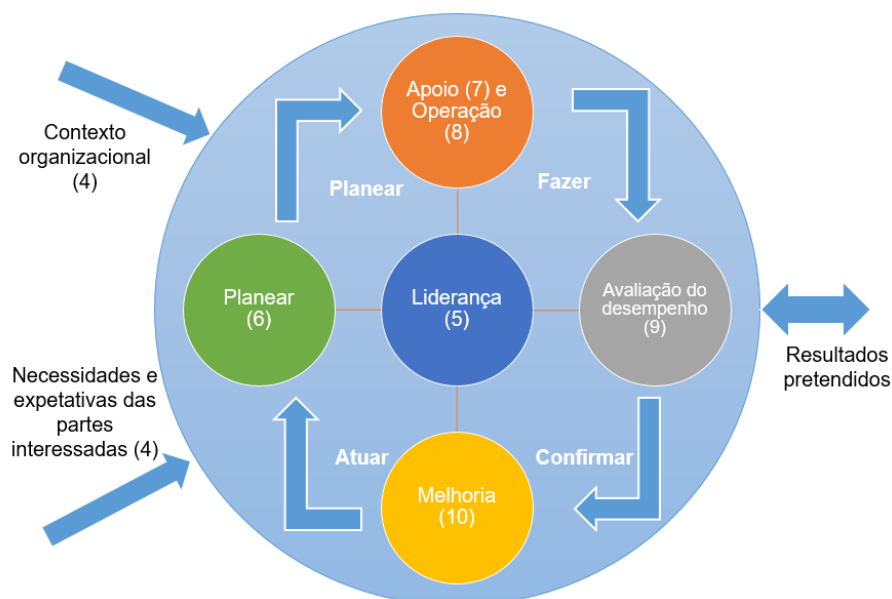 Apoio (7) e
Operação
(8)
Contexto
organizacional
(4)
Planear
Fazer
Planear
(6)
Liderança
(5)
Avaliação do
desempenho
(9)
Resultados
pretendidos
Necessidades e
expetativas das
partes
interessadas (4)
Atuar
Confirmar
Melhoria
(10)